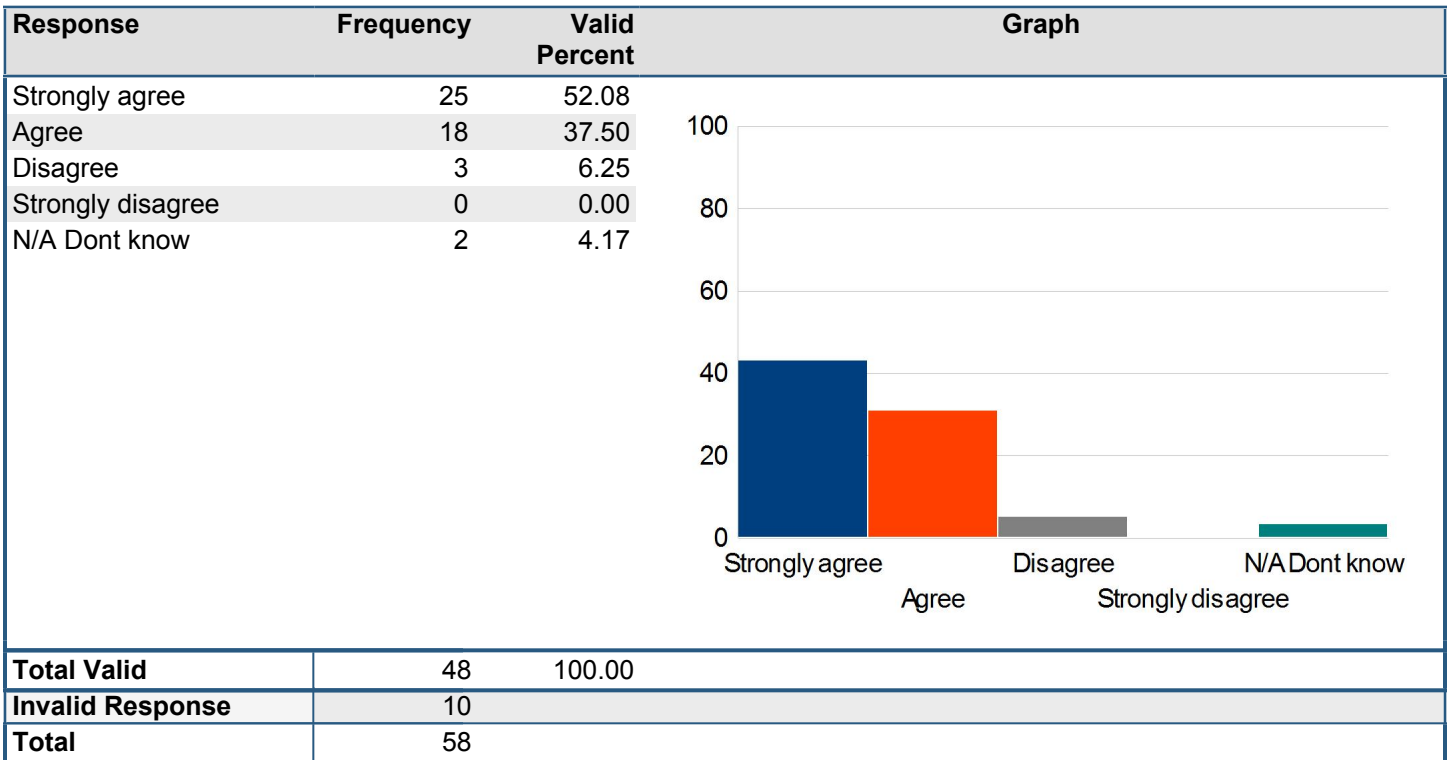 Response Frequency Valid Percent Graph
Strongly agree 25 52.08
Agree 18 37.50
Disagree 3 6.25
Strongly disagree 0 0.00
N/A Dont know 2 4.17
100
80
60
40
20
0
Strongly agree Disagree N/A Dont know
Agree Strongly disagree
Total Valid 48 100.00
Invalid Response 10
Total 58